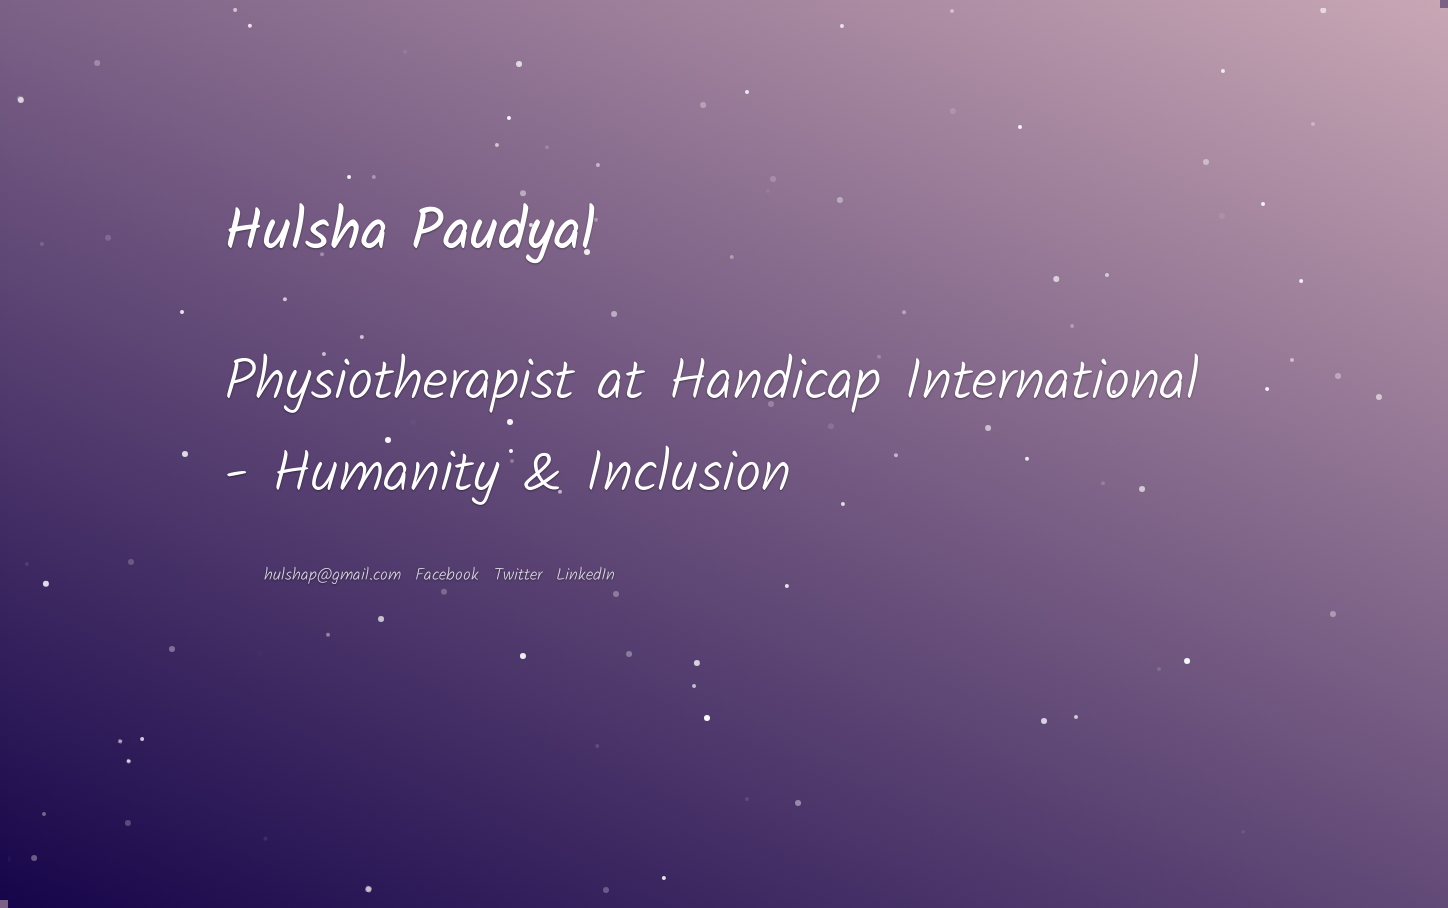 Hulsha Paudyal
Physiotherapist at Handicap International
- Humanity & Inclusion
hulshap@gmail.com Facebook Twitter LinkedIn